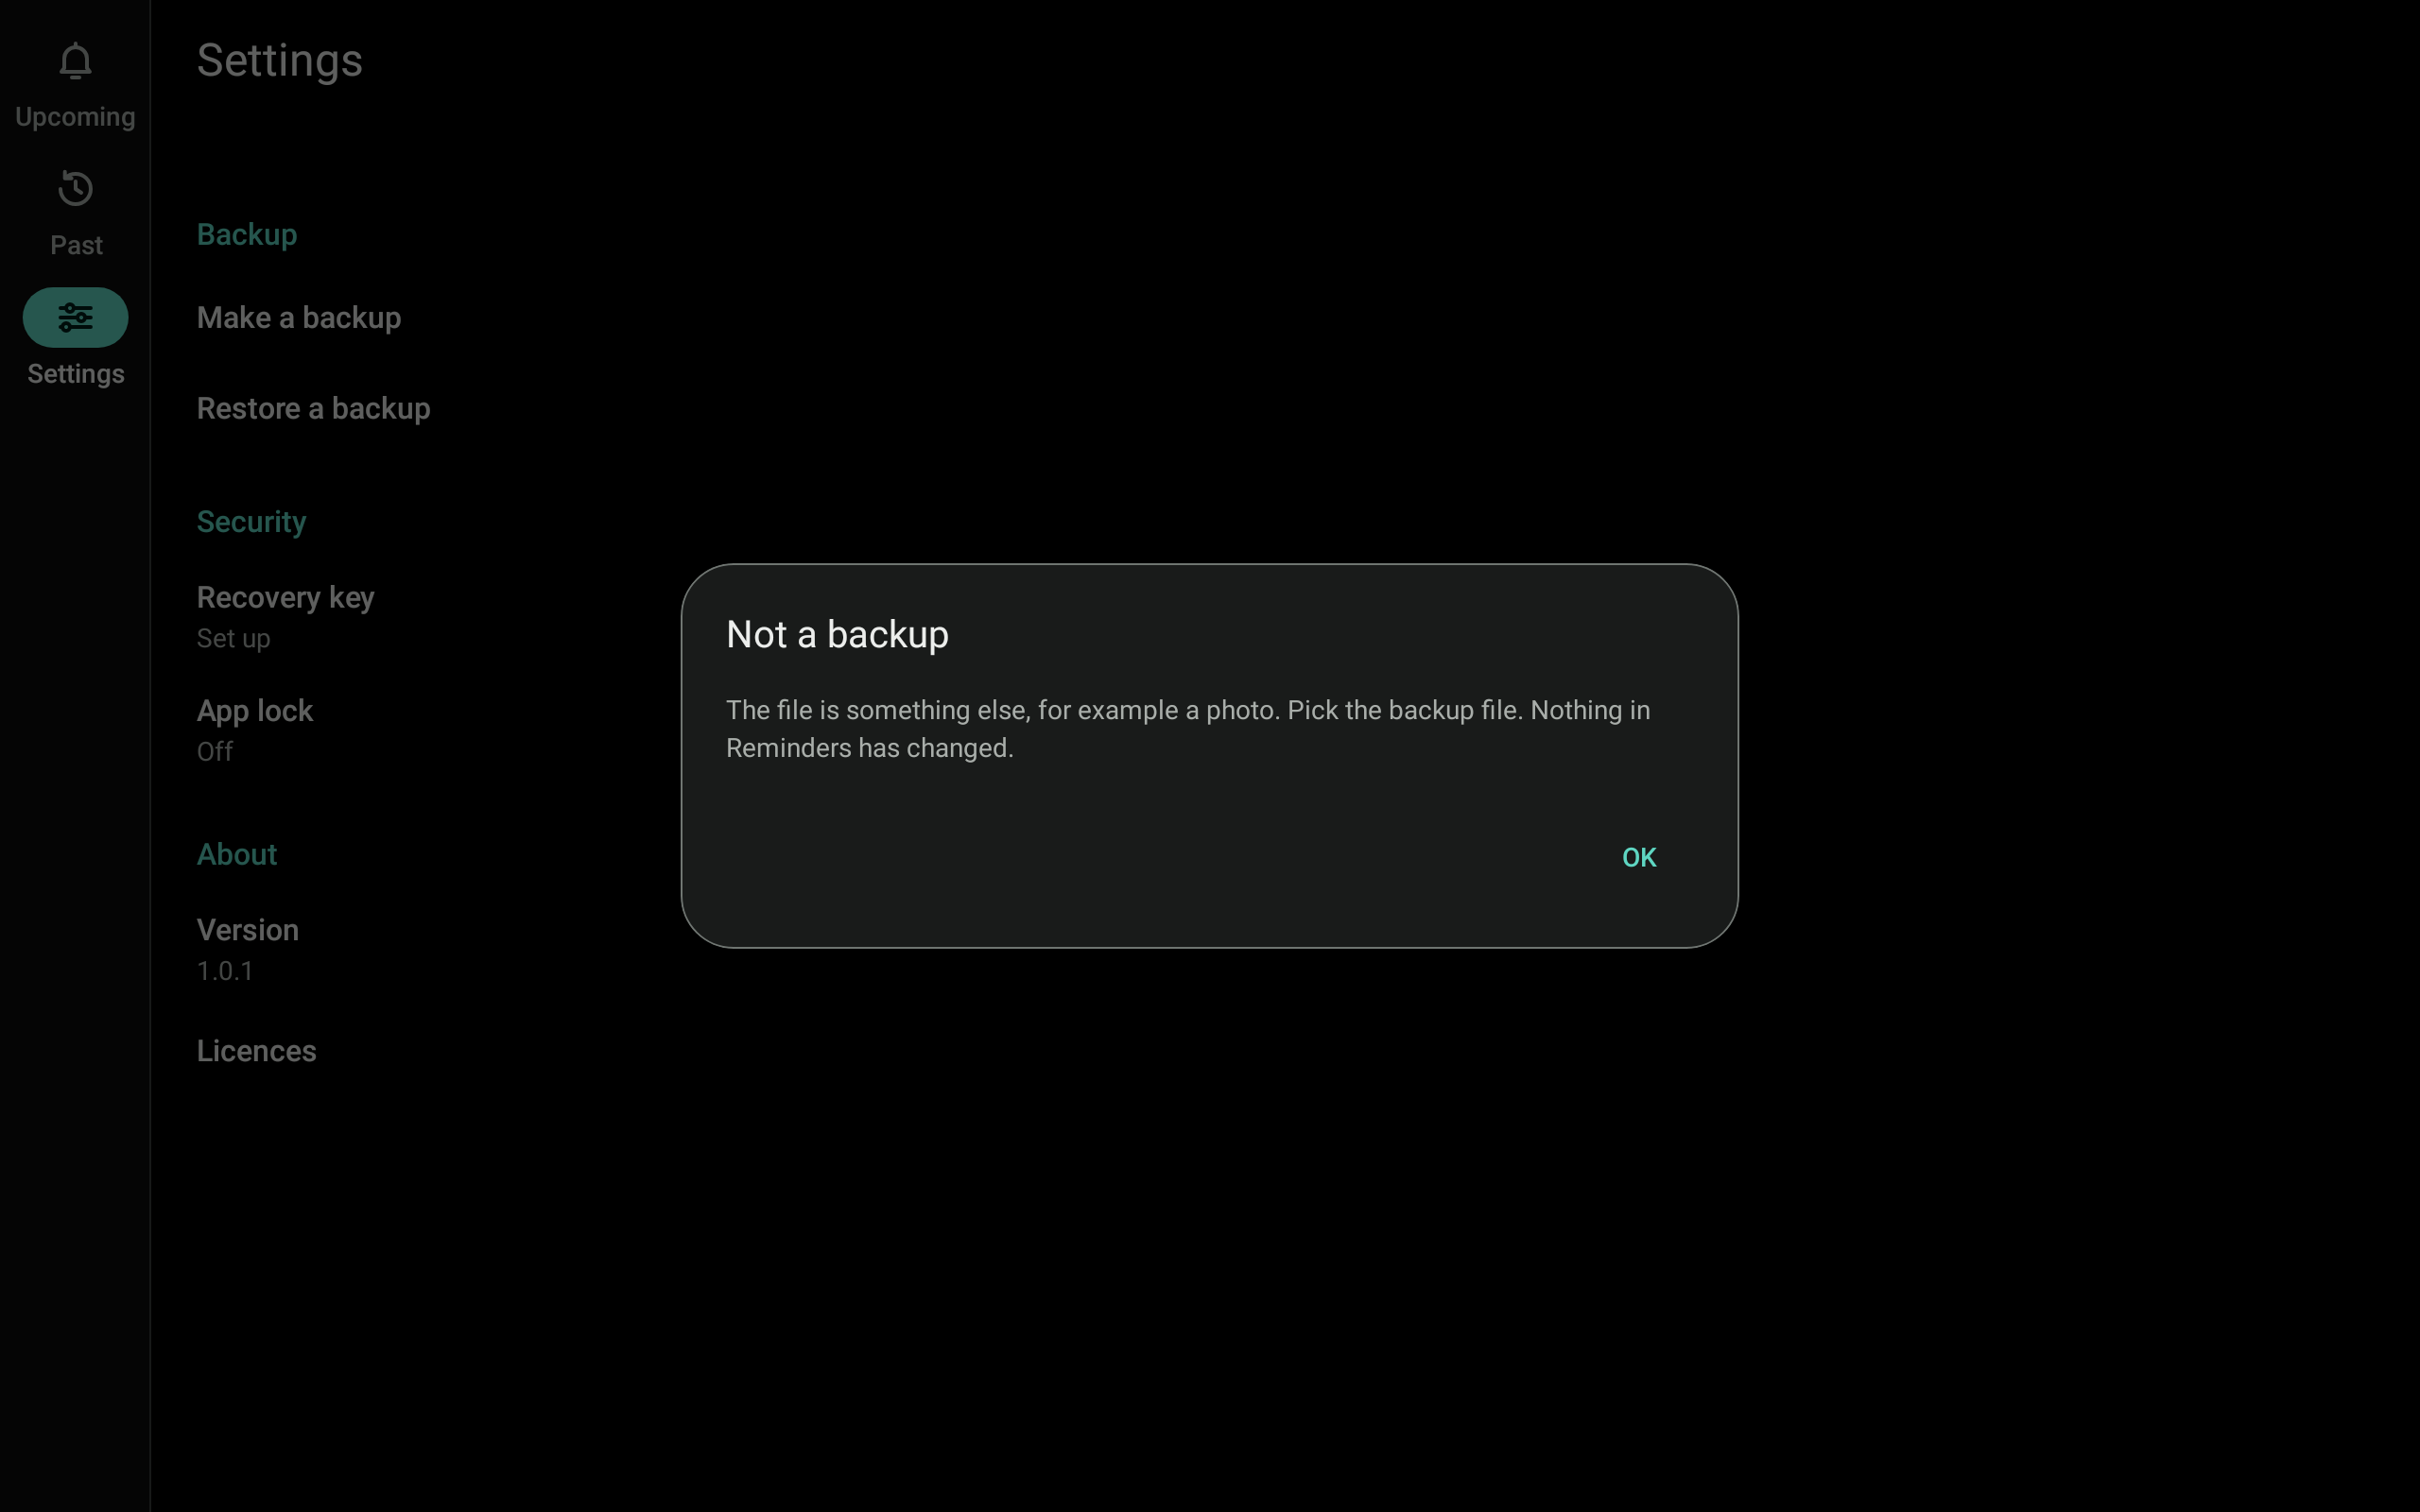 Settings
Upcoming
Past
Settings
Backup
Make a backup
Restore a backup
Security
Recovery key
Set up
App lock
Off
About
Version
1.0.1
Licences
Not a backup
The file is something else, for example a photo. Pick the backup file. Nothing in
Reminders has changed.
OK